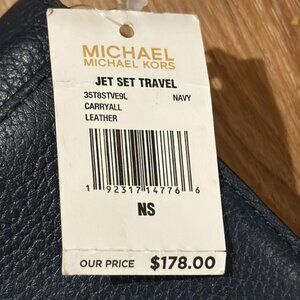 MICHAEL
MICHAEL KORS
JET SET TRAVEL
35T8STVE9L NAVY
CARRYALL
LEATHER
1 92317 14776 6
NS
OUR PRICE $178.00